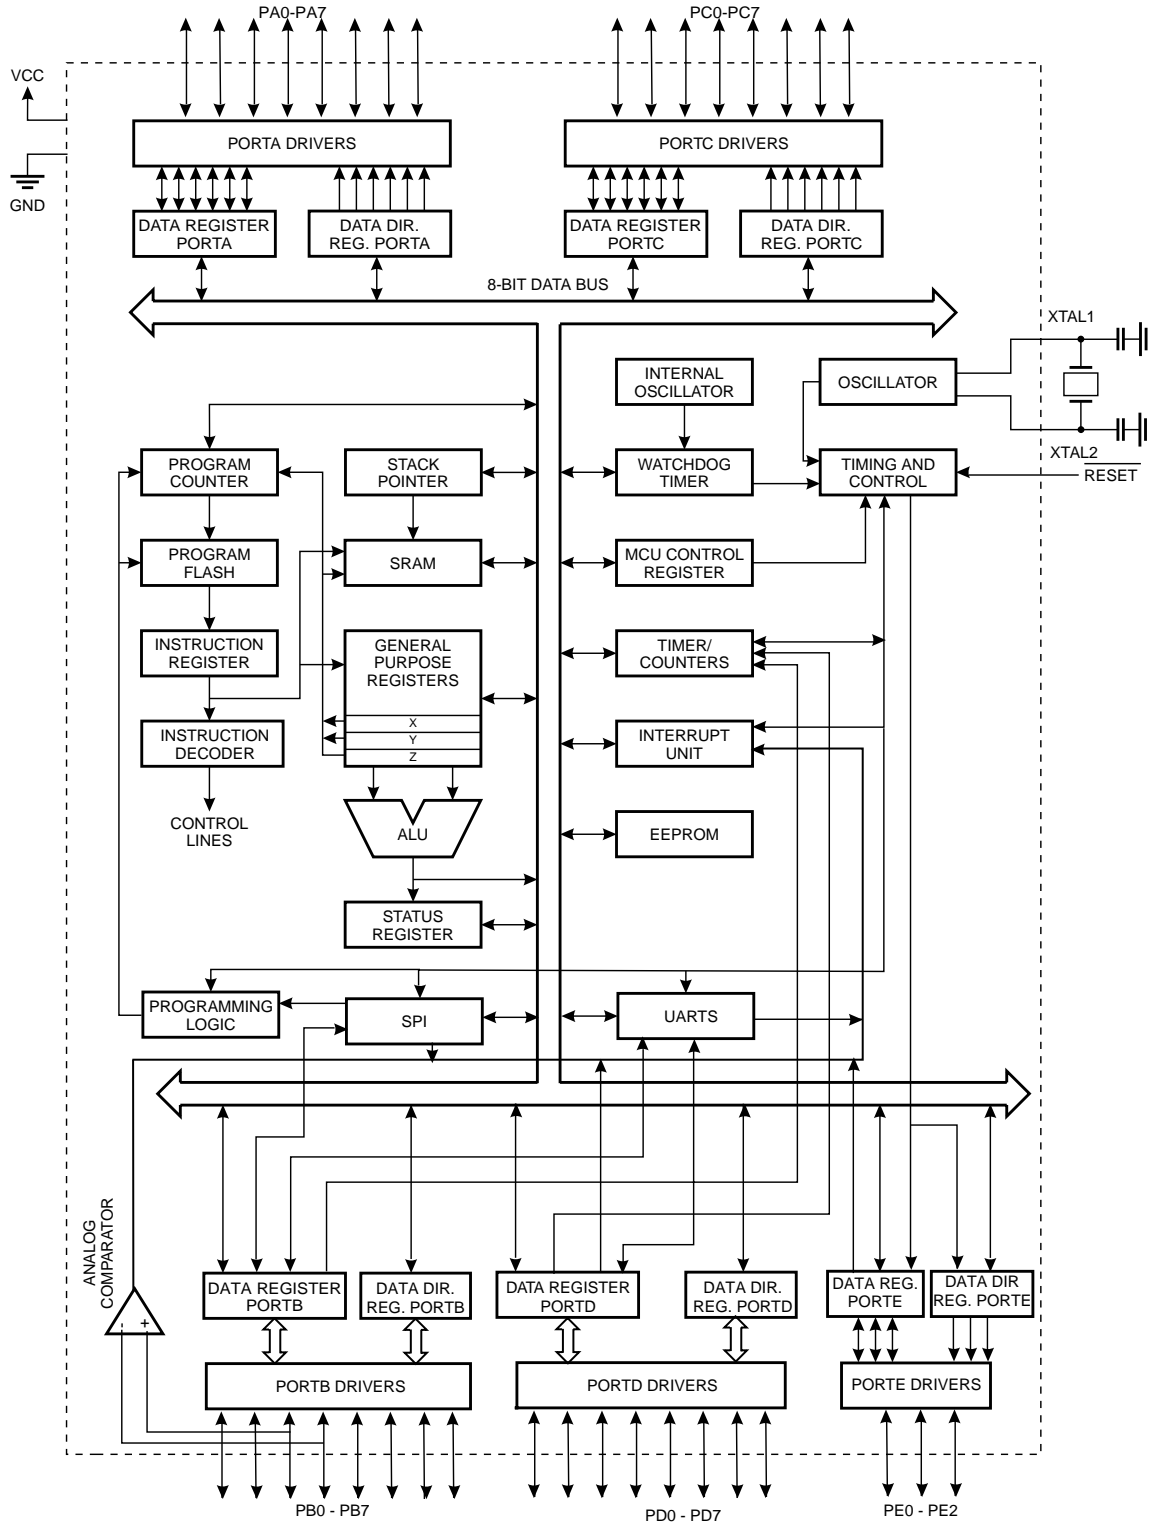 PA0-PA7
PC0-PC7
VCC
GND
PORTA DRIVERS
PORTC DRIVERS
DATA REGISTER
PORTA
DATA DIR.
REG. PORTA
DATA REGISTER
PORTC
DATA DIR.
REG. PORTC
8-BIT DATA BUS
XTAL1
INTERNAL
OSCILLATOR
OSCILLATOR
XTAL2
RESET
PROGRAM
COUNTER
STACK
POINTER
WATCHDOG
TIMER
TIMING AND
CONTROL
PROGRAM
FLASH
SRAM
MCU CONTROL
REGISTER
INSTRUCTION
REGISTER
GENERAL
PURPOSE
REGISTERS
X
Y
Z
TIMER/
COUNTERS
INSTRUCTION
DECODER
INTERRUPT
UNIT
CONTROL
LINES
ALU
EEPROM
STATUS
REGISTER
PROGRAMMING
LOGIC
SPI
UARTS
ANALOG
COMPARATOR
-
+
DATA REGISTER
PORTB
DATA DIR.
REG. PORTB
DATA REGISTER
PORTD
DATA DIR.
REG. PORTD
DATA REG.
PORTE
DATA DIR
REG. PORTE
PORTB DRIVERS
PORTD DRIVERS
PORTE DRIVERS
PB0 - PB7
PD0 - PD7
PE0 - PE2